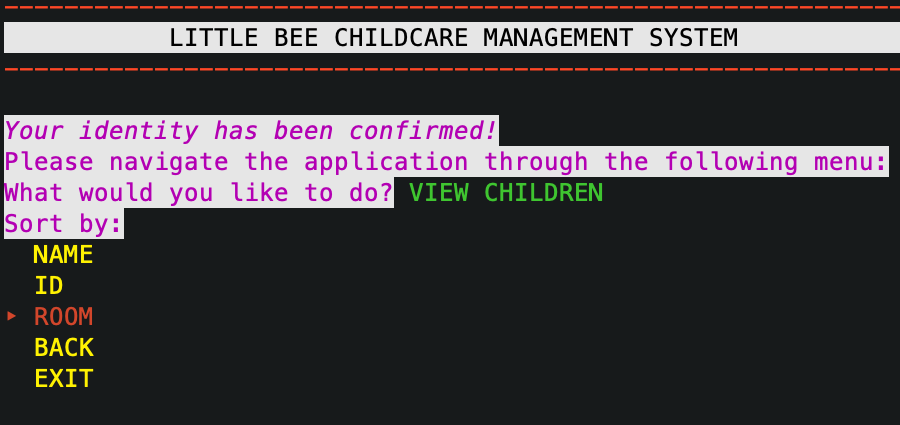 LITTLE BEE CHILDCARE MANAGEMENT SYSTEM
Your identity has been confirmed!
Please navigate the application through the following menu:
What would you like to do? VIEW CHILDREN
Sort by:
NAME
ID
‣ ROOM
BACK
EXIT